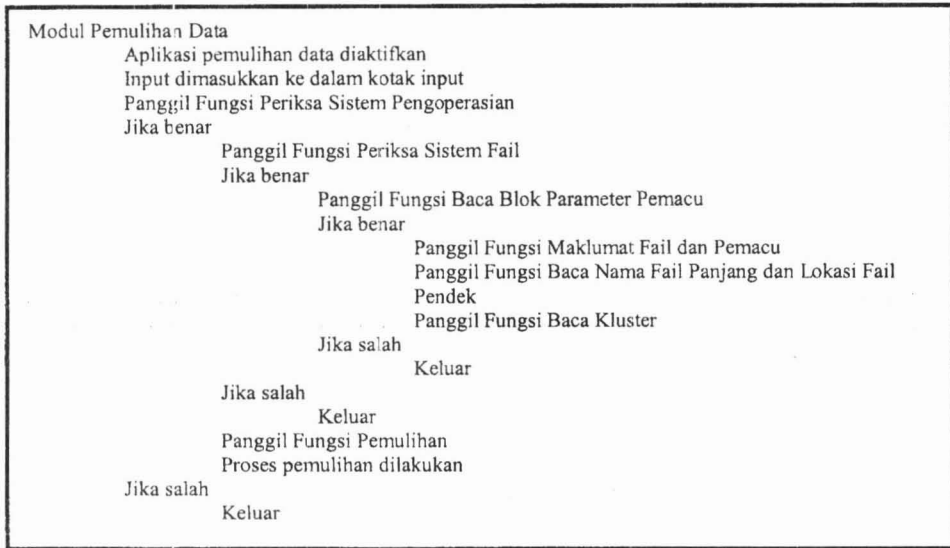 Modul Pemulihan Data
Aplikasi pemulihan data diaktifkan
Input dimasukkan ke dalam kotak input
Panggil Fungsi Periksa Sistem Pengoperasian
Jika benar
Panggil Fungsi Periksa Sistem Fail
Jika benar
Panggil Fungsi Baca Blok Parameter Pemacu
Jika benar
Panggil Fungsi Maklumat Fail dan Pemacu
Panggil Fungsi Baca Nama Fail Panjang dan Lokasi Fail
Pendek
Panggil Fungsi Baca Kluster
Jika salah
Keluar
Jika salah
Keluar
Panggil Fungsi Pemulihan
Proses pemulihan dilakukan
Jika salah
Keluar